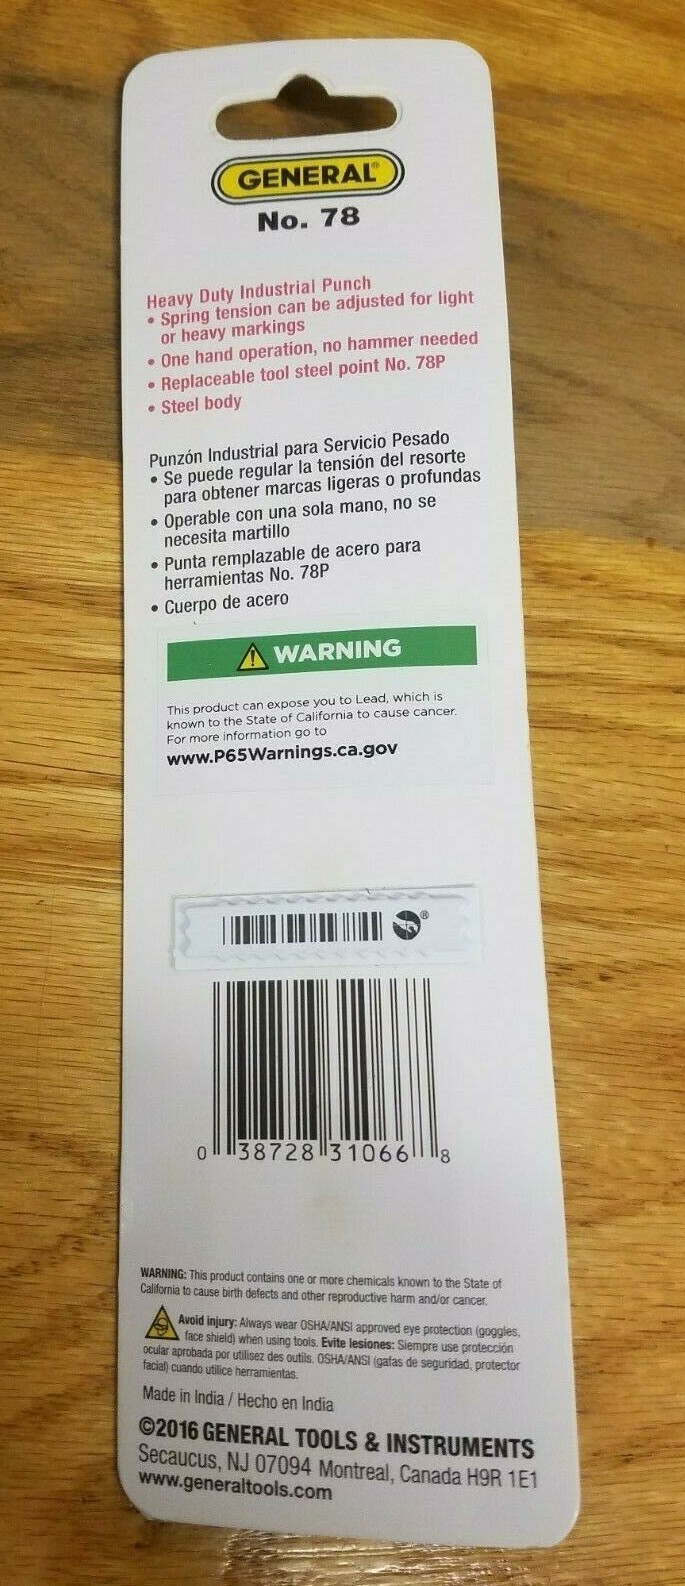 GENERAL®
No. 78
Heavy Duty Industrial Punch
• Spring tension can be adjusted for light
or heavy markings
• One hand operation, no hammer needed
• Replaceable tool steel point No. 78P
• Steel body
Punzón Industrial para Servicio Pesado
• Se puede regular la tensión del resorte
para obtener marcas ligeras o profundas
• Operable con una sola mano, no se
necesita martillo
• Punta remplazable de acero para
herramientas No. 78P
• Cuerpo de acero
WARNING
This product can expose you to Lead, which is
known to the State of California to cause cancer.
For more information go to
www.P65Warnings.ca.gov
®
0 38728 31066 8
WARNING: This product contains one or more chemicals known to the State of
California to cause birth defects and other reproductive harm and/or cancer.
Avoid injury: Always wear OSHA/ANSI approved eye protection (goggles,
face shield) when using tools. Evite lesiones: Siempre use protección
ocular aprobada por utilisez des outils. OSHA/ANSI (gafas de seguridad, protector
facial) cuando utilice herramientas.
Made in India / Hecho en India
©2016 GENERAL TOOLS & INSTRUMENTS
Secaucus, NJ 07094 Montreal, Canada H9R 1E1
www.generaltools.com